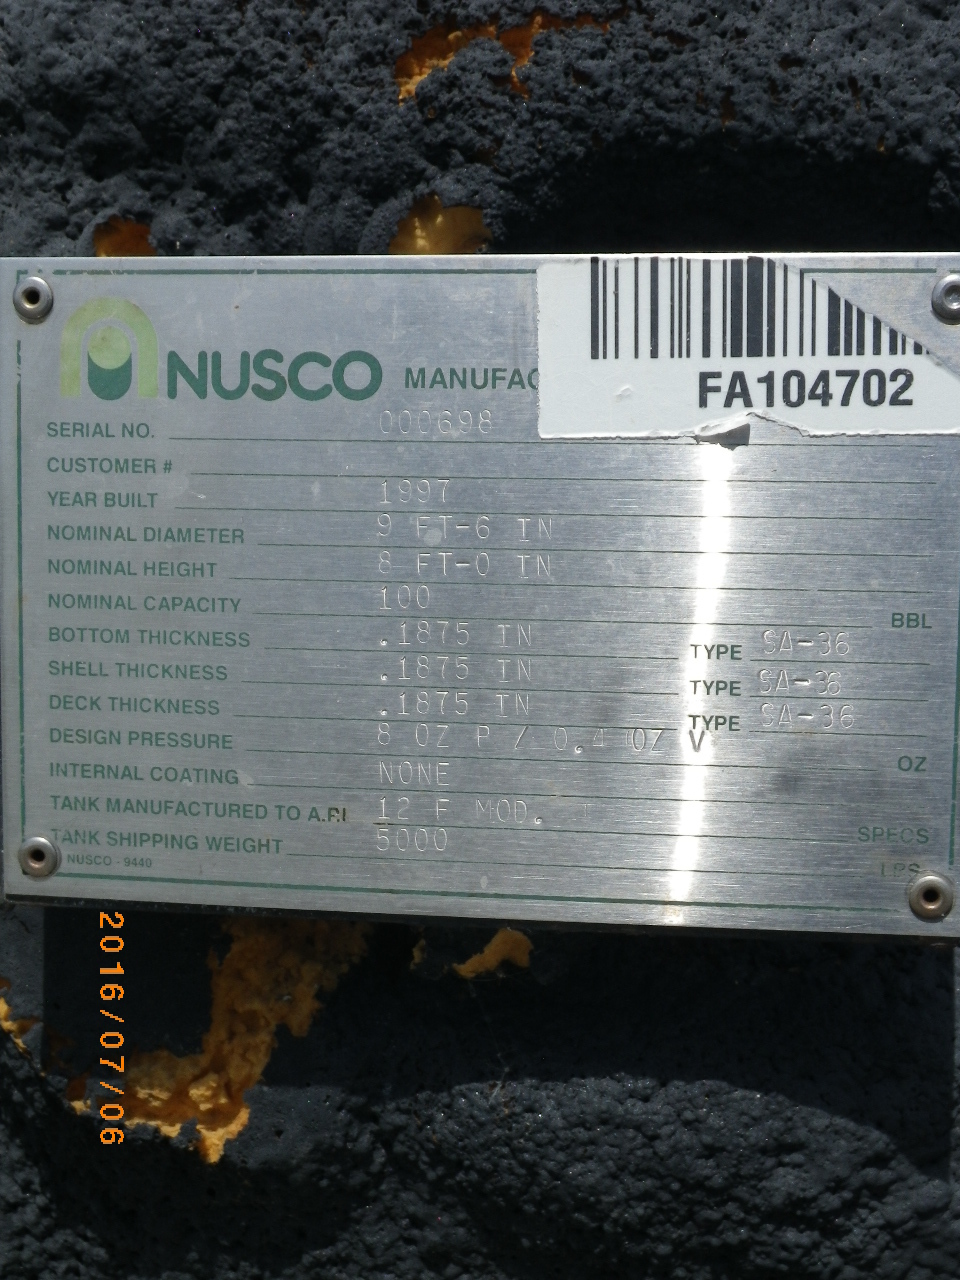 NUSCO MANUFAC
FA104702
SERIAL NO. 000698
CUSTOMER #
YEAR BUILT 1997
NOMINAL DIAMETER 9 FT-6 IN
NOMINAL HEIGHT 8 FT-0 IN
NOMINAL CAPACITY 100 BBL
BOTTOM THICKNESS .1875 IN TYPE SA-36
SHELL THICKNESS .1875 IN TYPE SA-36
DECK THICKNESS .1875 IN TYPE SA-36
DESIGN PRESSURE 8 OZ P / 0.4 OZ V OZ
INTERNAL COATING NONE
TANK MANUFACTURED TO A.P.I. 12 F MOD. SPECS
TANK SHIPPING WEIGHT 5000 LPS
NUSCO - 9440
2016/07/06